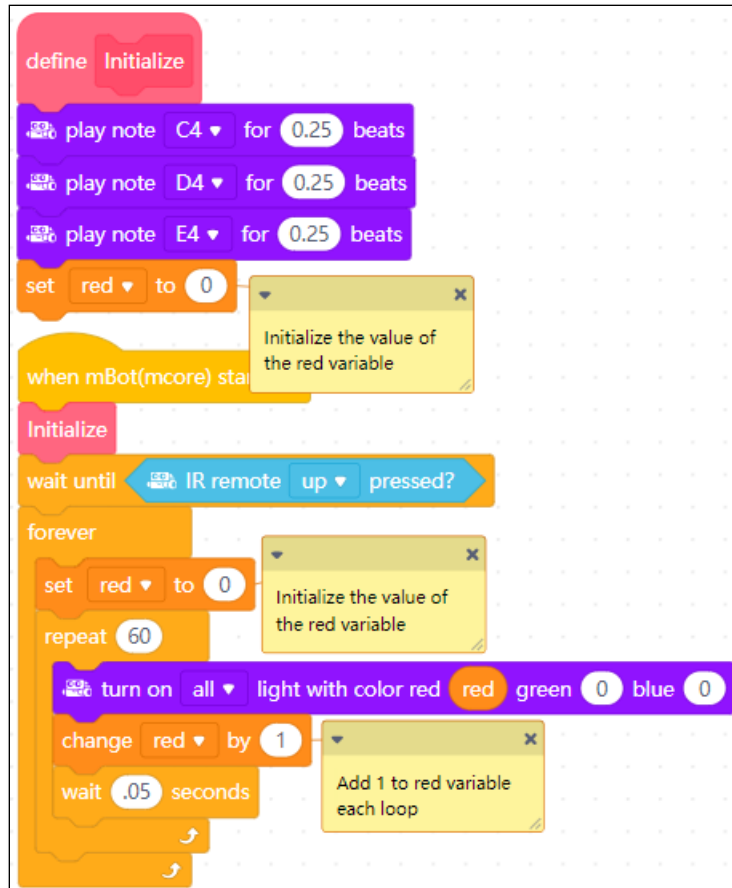 define Initialize
play note C4 for 0.25 beats
play note D4 for 0.25 beats
play note E4 for 0.25 beats
set red to 0
Initialize the value of
the red variable
when mBot(mcore)
Initialize
wait until IR remote up pressed?
forever
set red to 0
Initialize the value of
the red variable
repeat 60
turn on all light with color red red green 0 blue 0
change red by 1
Add 1 to red variable
each loop
wait .05 seconds